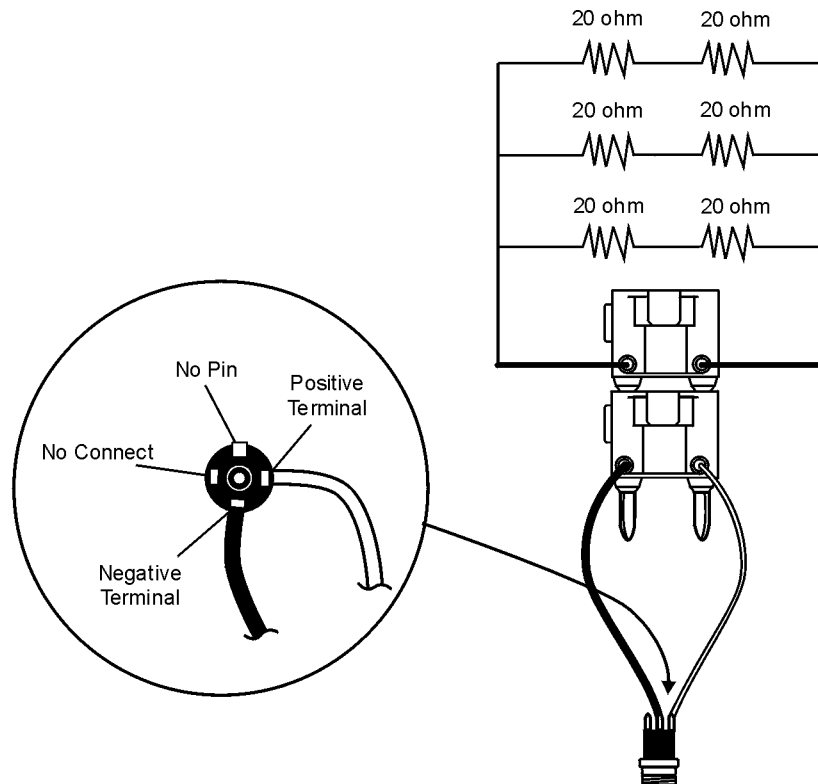 20 ohm 20 ohm
20 ohm 20 ohm
20 ohm 20 ohm
No Pin
Positive
Terminal
No Connect
Negative
Terminal